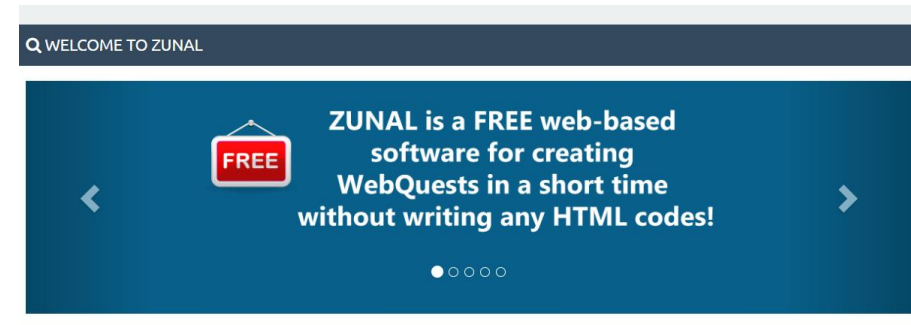 WELCOME TO ZUNAL
FREE
ZUNAL is a FREE web-based
software for creating
WebQuests in a short time
without writing any HTML codes!